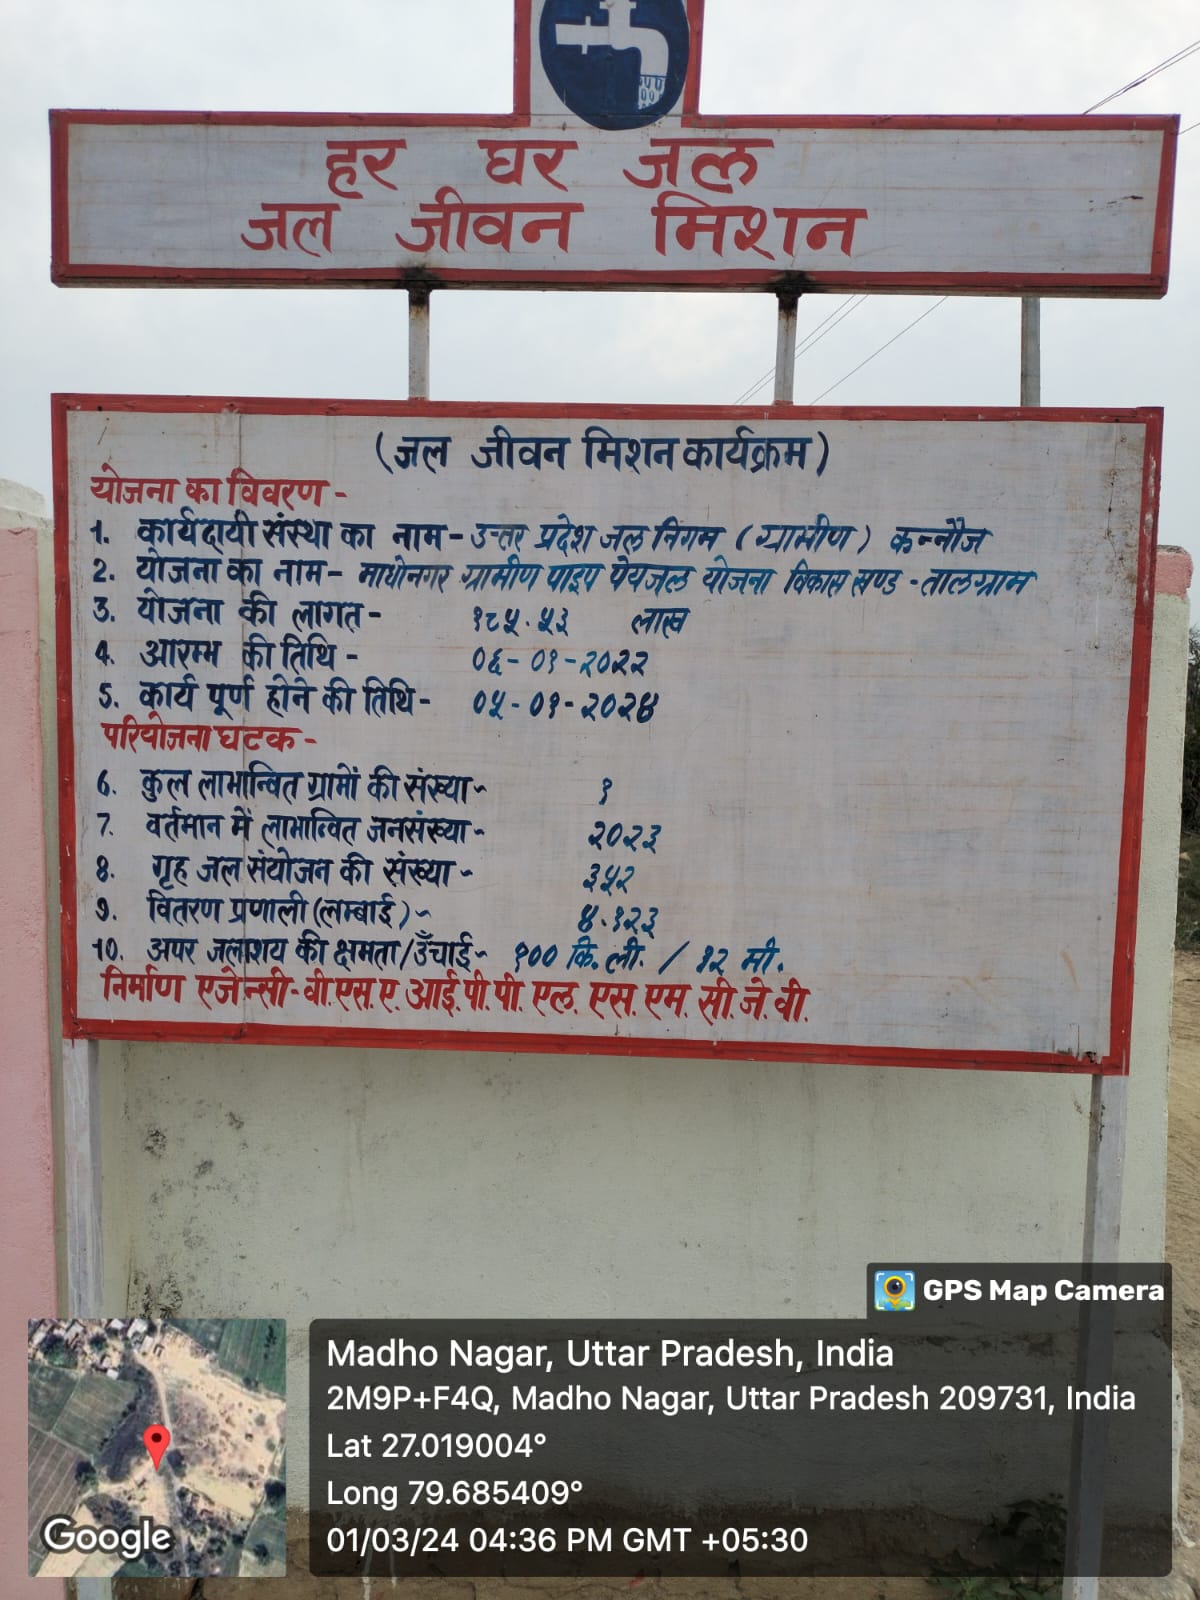 हर घर जल
जल जीवन मिशन
(जल जीवन मिशन कार्यक्रम)
योजना का विवरण -
1. कार्यदायी संस्था का नाम - उत्तर प्रदेश जल निगम (ग्रामीण) कन्नौज
2. योजना का नाम - माधोनगर ग्रामीण पाइप पेयजल योजना विकास खण्ड - तालग्राम
3. योजना की लागत - १८५.५३ लाख
4. आरम्भ की तिथि - ०६-०१-२०२२
5. कार्य पूर्ण होने की तिथि - ०५-०१-२०२४
परियोजना घटक -
6. कुल लाभान्वित ग्रामों की संख्या - १
7. वर्तमान में लाभान्वित जनसंख्या - २०२३
8. गृह जल संयोजन की संख्या - ३५२
9. वितरण प्रणाली (लम्बाई) - ४.१२३
10. अपर जलाशय की क्षमता/उँचाई - १०० कि.ली. / १२ मी.
निर्माण एजेन्सी - वी.एस.ए. आई.पी.पी. एल. एस. एम. सी. जे. वी.
GPS Map Camera
Madho Nagar, Uttar Pradesh, India
2M9P+F4Q, Madho Nagar, Uttar Pradesh 209731, India
Lat 27.019004°
Long 79.685409°
01/03/24 04:36 PM GMT +05:30
Google